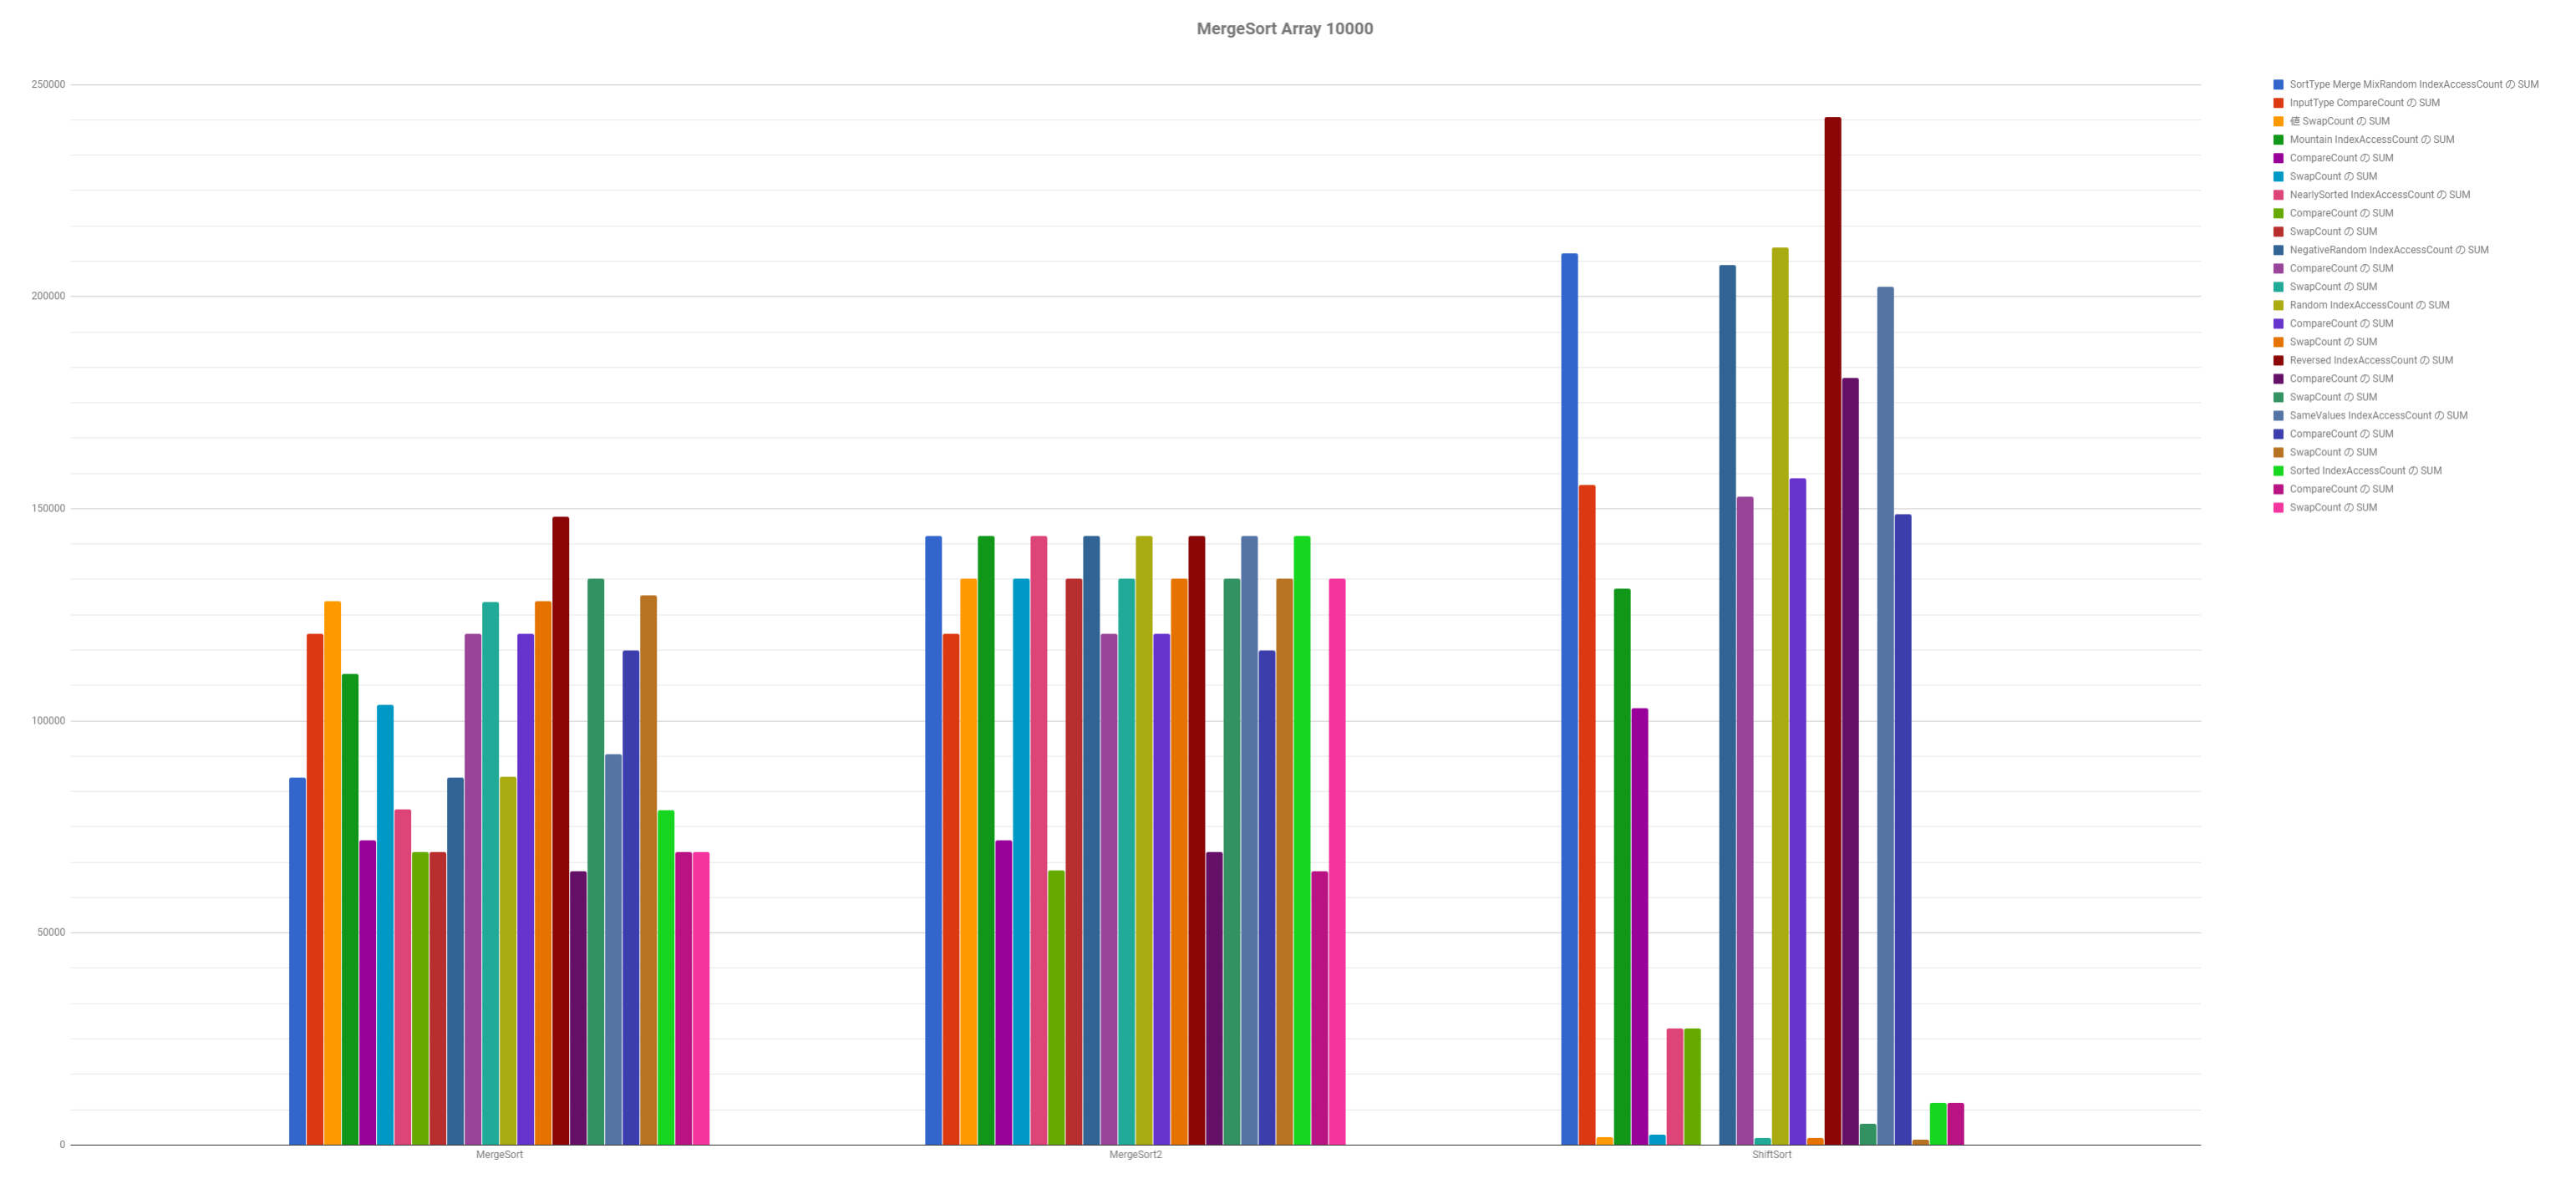 MergeSort Array 10000
250000
200000
150000
100000
50000
0
MergeSort
MergeSort2
ShiftSort
SortType Merge MixRandom IndexAccessCount の SUM
InputType CompareCount の SUM
値 SwapCount の SUM
Mountain IndexAccessCount の SUM
CompareCount の SUM
SwapCount の SUM
NearlySorted IndexAccessCount の SUM
CompareCount の SUM
SwapCount の SUM
NegativeRandom IndexAccessCount の SUM
CompareCount の SUM
SwapCount の SUM
Random IndexAccessCount の SUM
CompareCount の SUM
SwapCount の SUM
Reversed IndexAccessCount の SUM
CompareCount の SUM
SwapCount の SUM
SameValues IndexAccessCount の SUM
CompareCount の SUM
SwapCount の SUM
Sorted IndexAccessCount の SUM
CompareCount の SUM
SwapCount の SUM